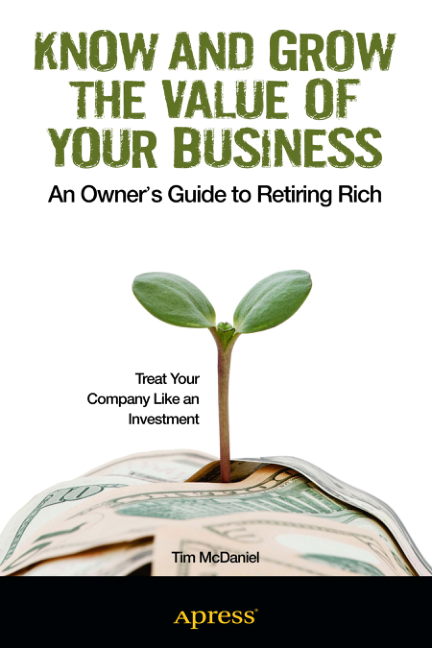 KNOW AND GROW
THE VALUE OF
YOUR BUSINESS
An Owner's Guide to Retiring Rich
Treat Your
Company Like an
Investment
10
Tim McDaniel
Apress®